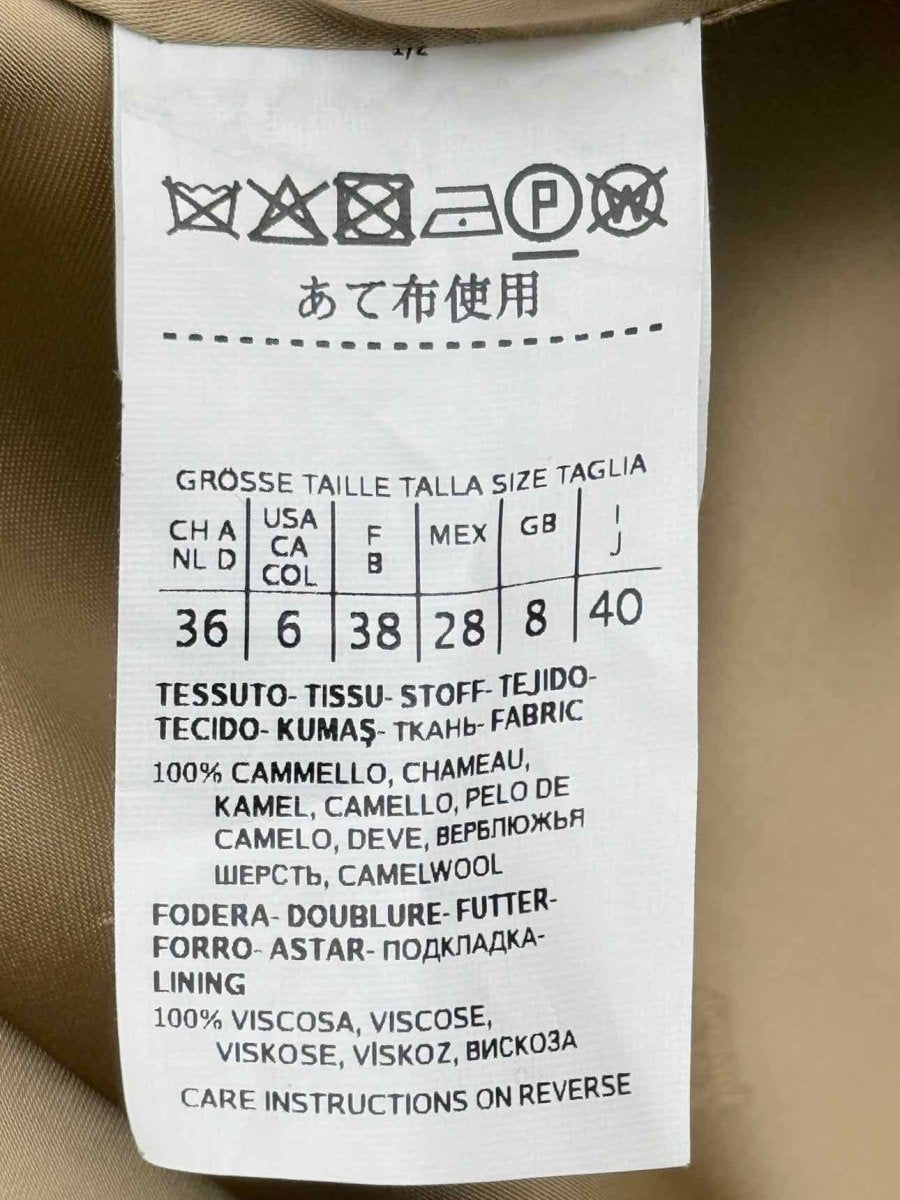 1/2
P W
あて布使用
GRÖSSE TAILLE TALLA SIZE TAGLIA
CH A NL D | USA CA COL | F B | MEX | GB | I J
36 | 6 | 38 | 28 | 8 | 40
TESSUTO- TISSU- STOFF- TEJIDO-
TECIDO- KUMAŞ- ТКАНЬ- FABRIC
100% CAMMELLO, CHAMEAU,
KAMEL, CAMELLO, PELO DE
CAMELO, DEVE, ВЕРБЛЮЖЬЯ
ШЕРСТЬ, CAMELWOOL
FODERA- DOUBLURE- FUTTER-
FORRO- ASTAR- ПОДКЛАДКА-
LINING
100% VISCOSA, VISCOSE,
VISKOSE, VİSKOZ, ВИСКОЗА
CARE INSTRUCTIONS ON REVERSE